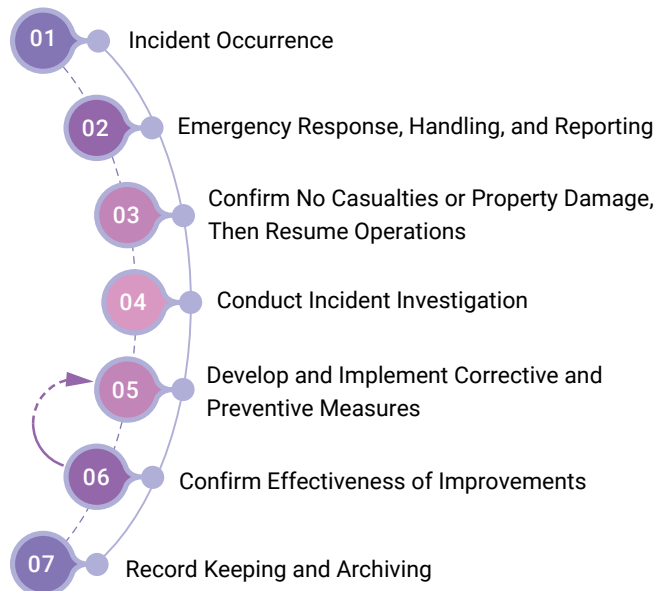 01 Incident Occurrence
02 Emergency Response, Handling, and Reporting
03 Confirm No Casualties or Property Damage,
Then Resume Operations
04 Conduct Incident Investigation
05 Develop and Implement Corrective and
Preventive Measures
06 Confirm Effectiveness of Improvements
07 Record Keeping and Archiving